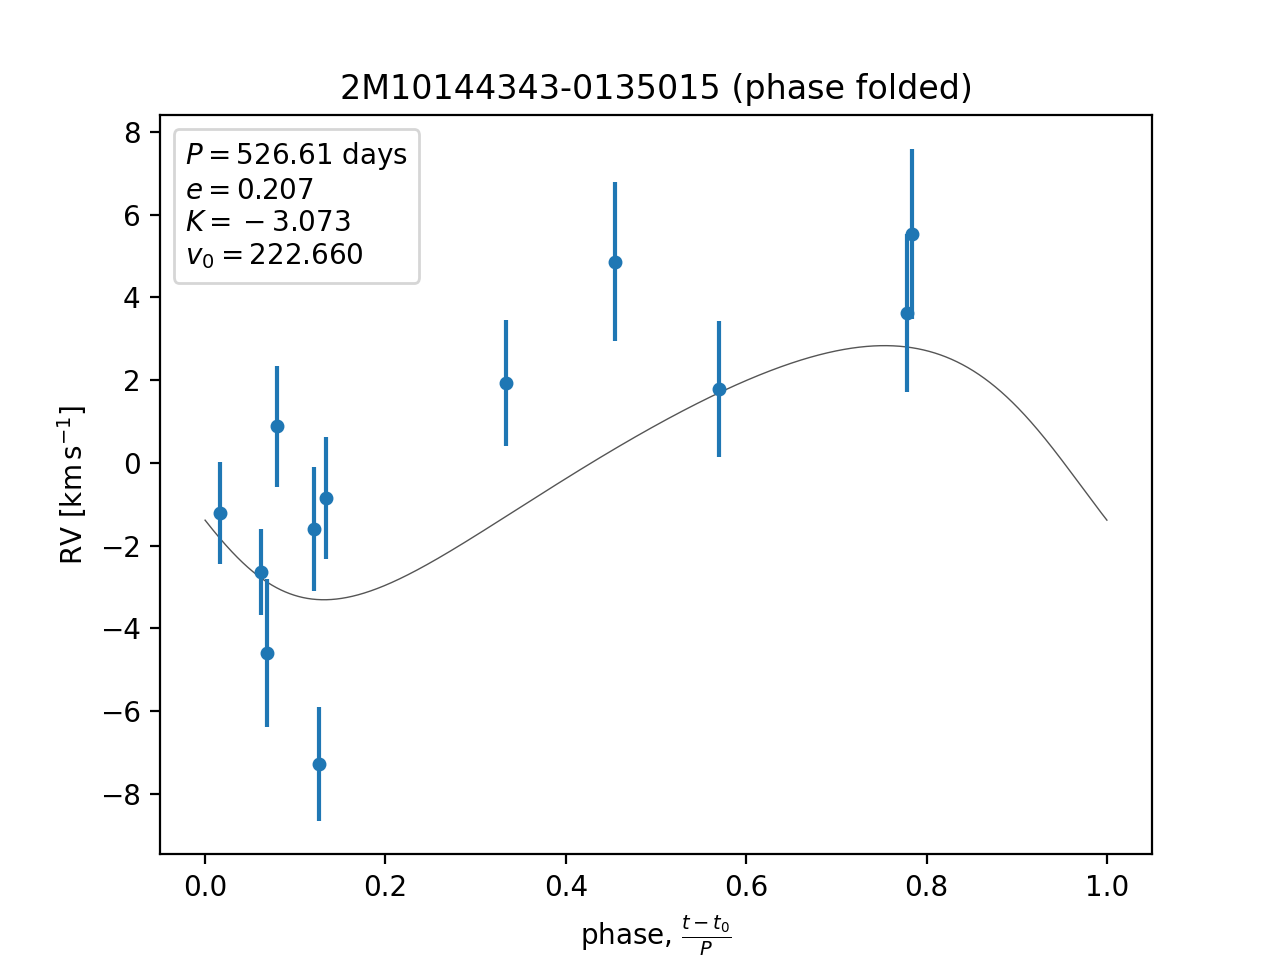 2M10144343-0135015 (phase folded)
P = 526.61 days
e = 0.207
K = −3.073
v₀ = 222.660
8
6
4
2
0
−2
−4
−6
−8
RV [km s⁻¹]
0.0 0.2 0.4 0.6 0.8 1.0
phase, (t − t₀)/P